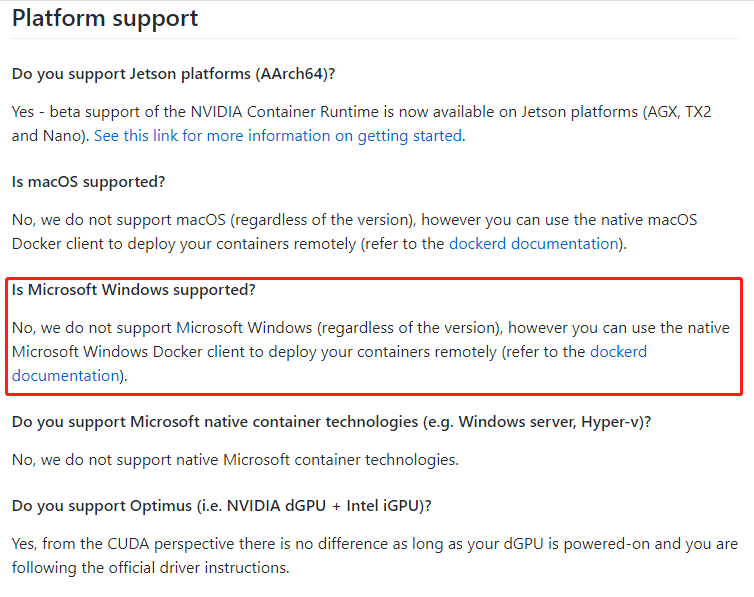 Platform support
Do you support Jetson platforms (AArch64)?
Yes - beta support of the NVIDIA Container Runtime is now available on Jetson platforms (AGX, TX2
and Nano). See this link for more information on getting started.
Is macOS supported?
No, we do not support macOS (regardless of the version), however you can use the native macOS
Docker client to deploy your containers remotely (refer to the dockerd documentation).
Is Microsoft Windows supported?
No, we do not support Microsoft Windows (regardless of the version), however you can use the native
Microsoft Windows Docker client to deploy your containers remotely (refer to the dockerd
documentation).
Do you support Microsoft native container technologies (e.g. Windows server, Hyper-v)?
No, we do not support native Microsoft container technologies.
Do you support Optimus (i.e. NVIDIA dGPU + Intel iGPU)?
Yes, from the CUDA perspective there is no difference as long as your dGPU is powered-on and you are
following the official driver instructions.